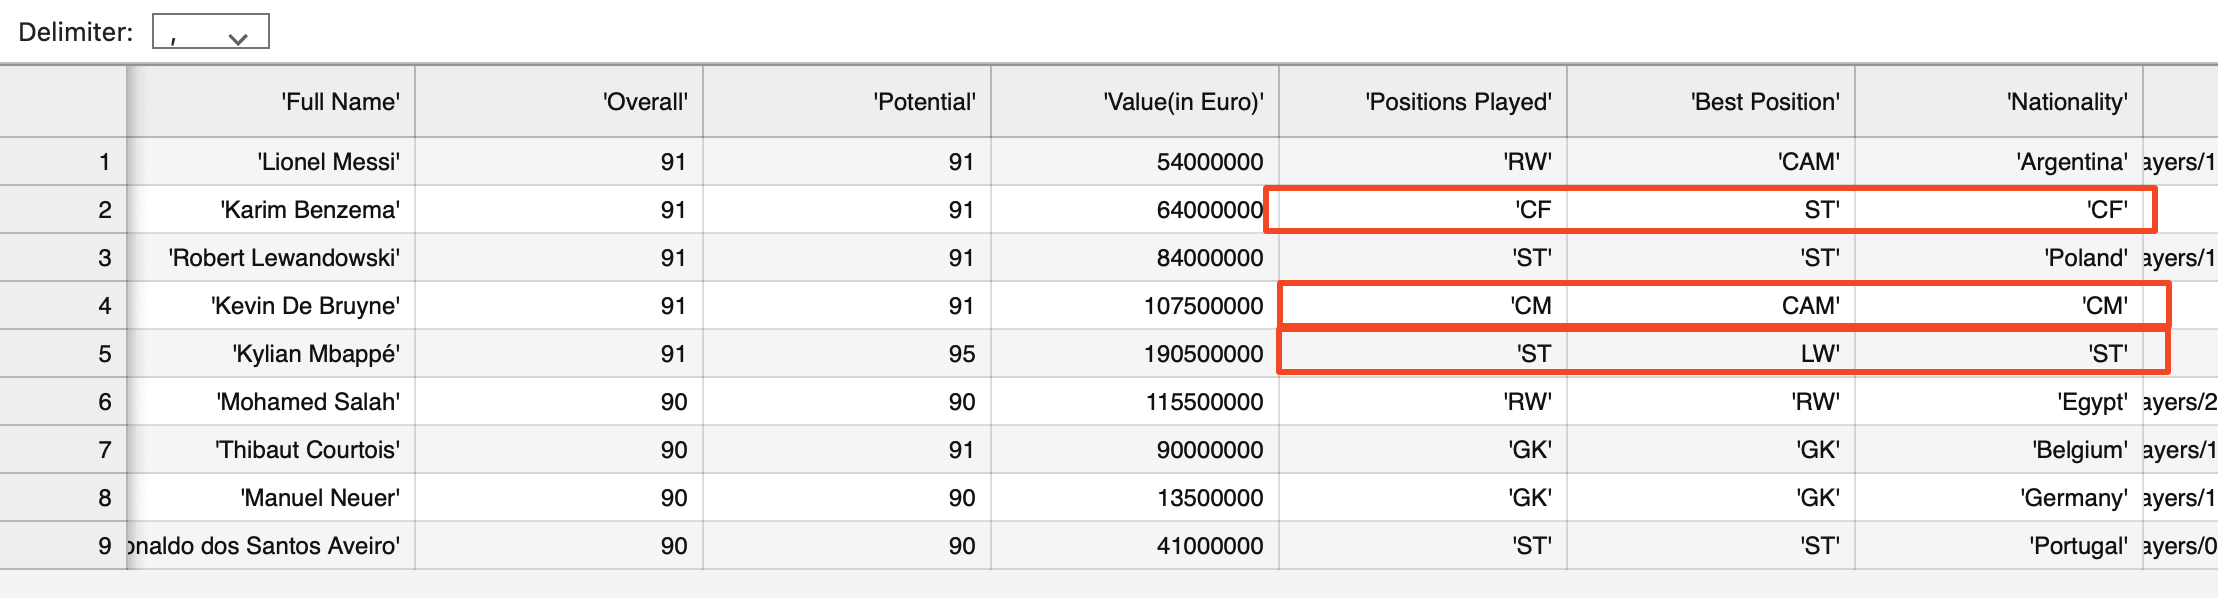 Delimiter: ,
'Full Name' 'Overall' 'Potential' 'Value(in Euro)' 'Positions Played' 'Best Position' 'Nationality'
1 'Lionel Messi' 91 91 54000000 'RW' 'CAM' 'Argentina' ayers/1
2 'Karim Benzema' 91 91 64000000 'CF ST' 'CF'
3 'Robert Lewandowski' 91 91 84000000 'ST' 'ST' 'Poland' ayers/1
4 'Kevin De Bruyne' 91 91 107500000 'CM CAM' 'CM'
5 'Kylian Mbappé' 91 95 190500000 'ST LW' 'ST'
6 'Mohamed Salah' 90 90 115500000 'RW' 'RW' 'Egypt' ayers/2
7 'Thibaut Courtois' 90 91 90000000 'GK' 'GK' 'Belgium' ayers/1
8 'Manuel Neuer' 90 90 13500000 'GK' 'GK' 'Germany' ayers/1
9 onaldo dos Santos Aveiro' 90 90 41000000 'ST' 'ST' 'Portugal' ayers/0